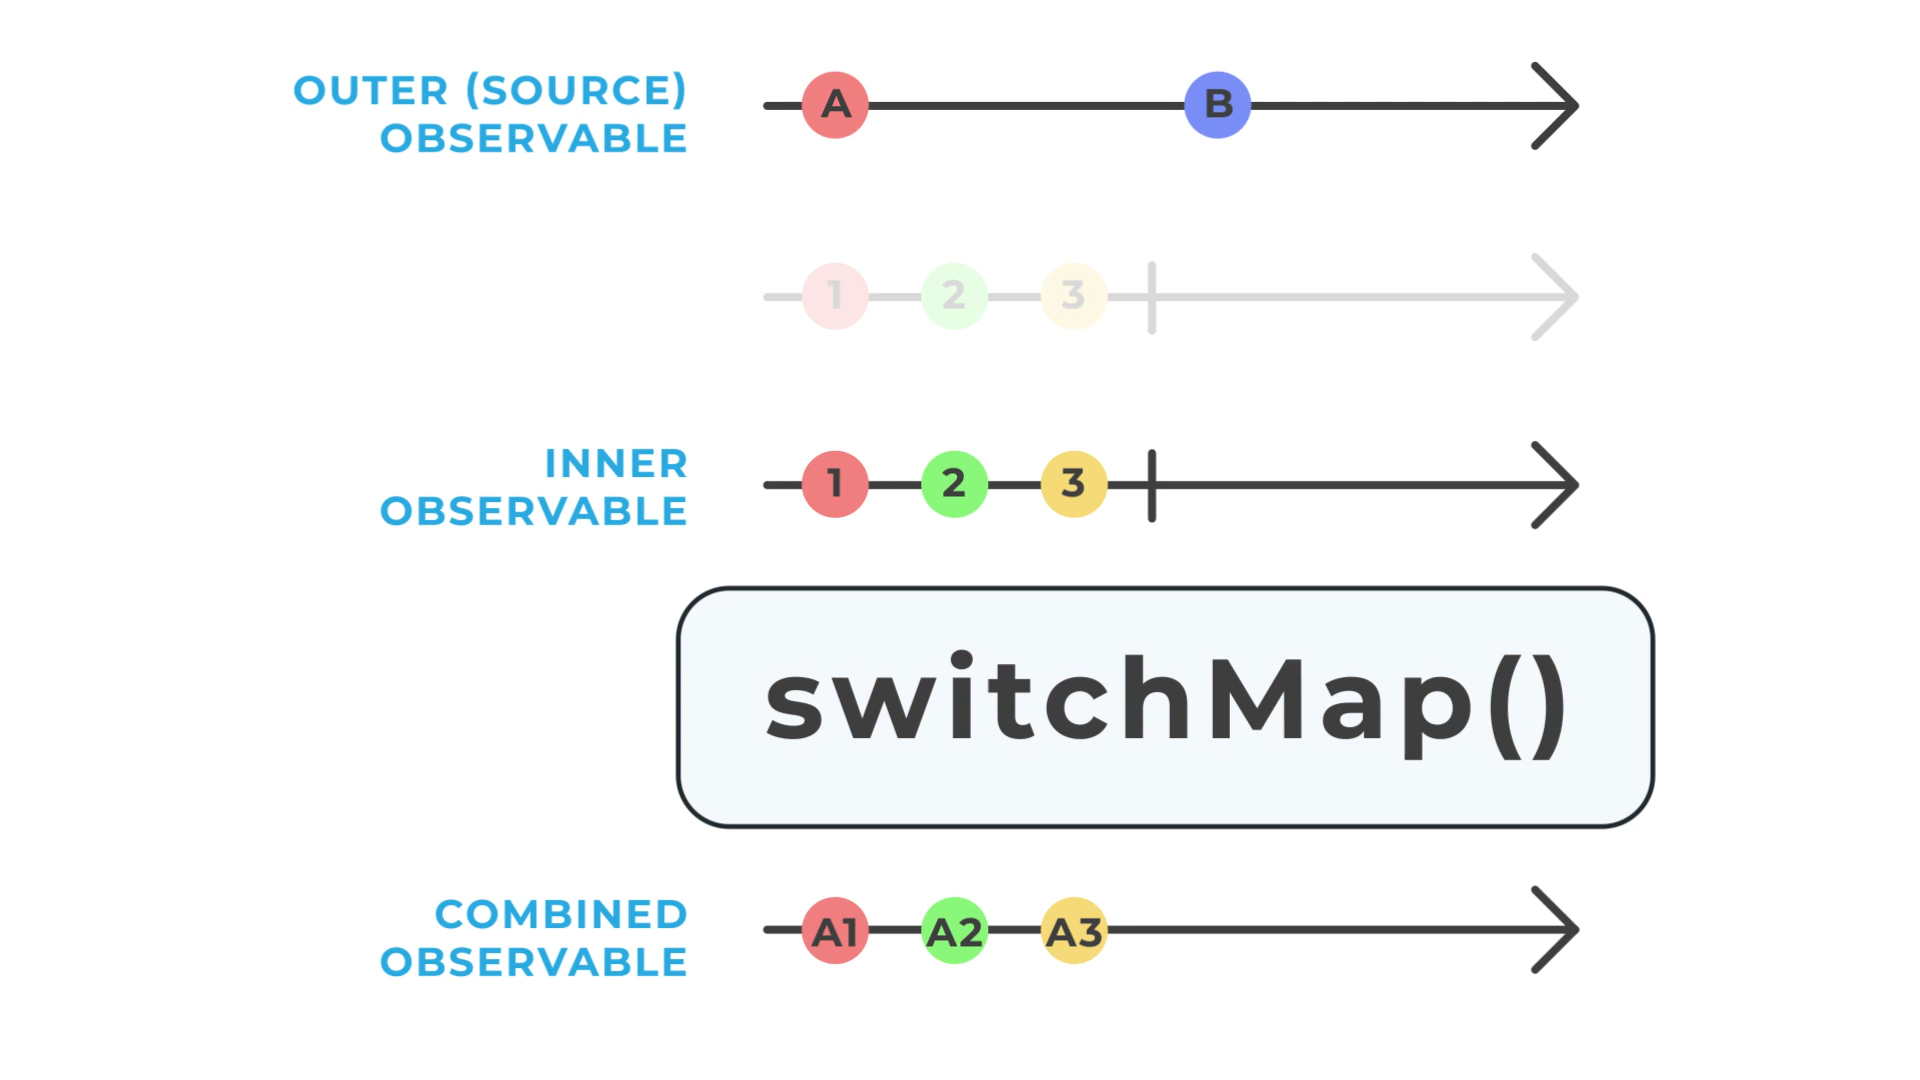 OUTER (SOURCE)
OBSERVABLE
A B
1 2 3
INNER
OBSERVABLE
1 2 3
switchMap()
COMBINED
OBSERVABLE
A1 A2 A3